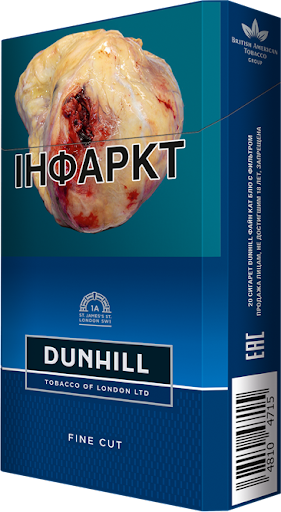 ІНФАРКТ
1A
ST. JAMES'S ST.
LONDON SW1
DUNHILL
TOBACCO OF LONDON LTD
FINE CUT
BRITISH AMERICAN
TOBACCO
GROUP
20 СИГАРЕТ DUNHILL ФАЙН КАТ БЛЮ С ФИЛЬТРОМ
ПРОДАЖА ЛИЦАМ, НЕ ДОСТИГШИМ 18 ЛЕТ, ЗАПРЕЩЕНА
EAC
4810 4715